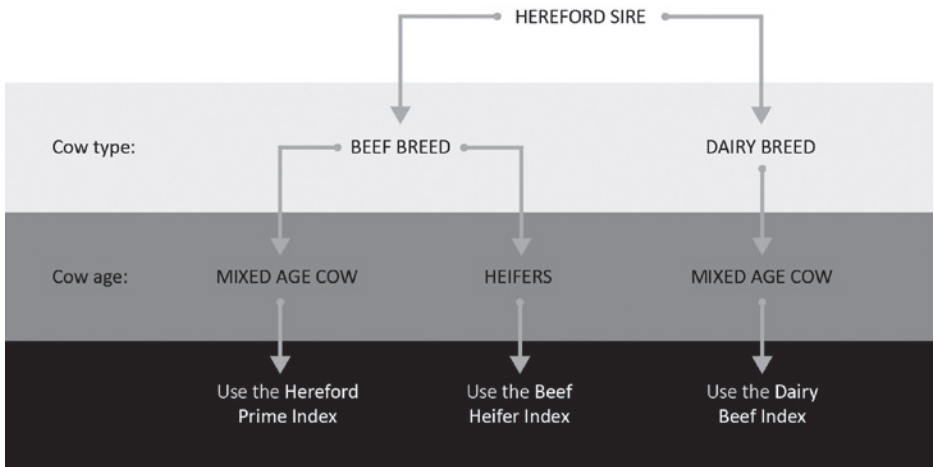 HEREFORD SIRE
Cow type:
BEEF BREED
DAIRY BREED
Cow age:
MIXED AGE COW
HEIFERS
MIXED AGE COW
Use the Hereford
Prime Index
Use the Beef
Heifer Index
Use the Dairy
Beef Index